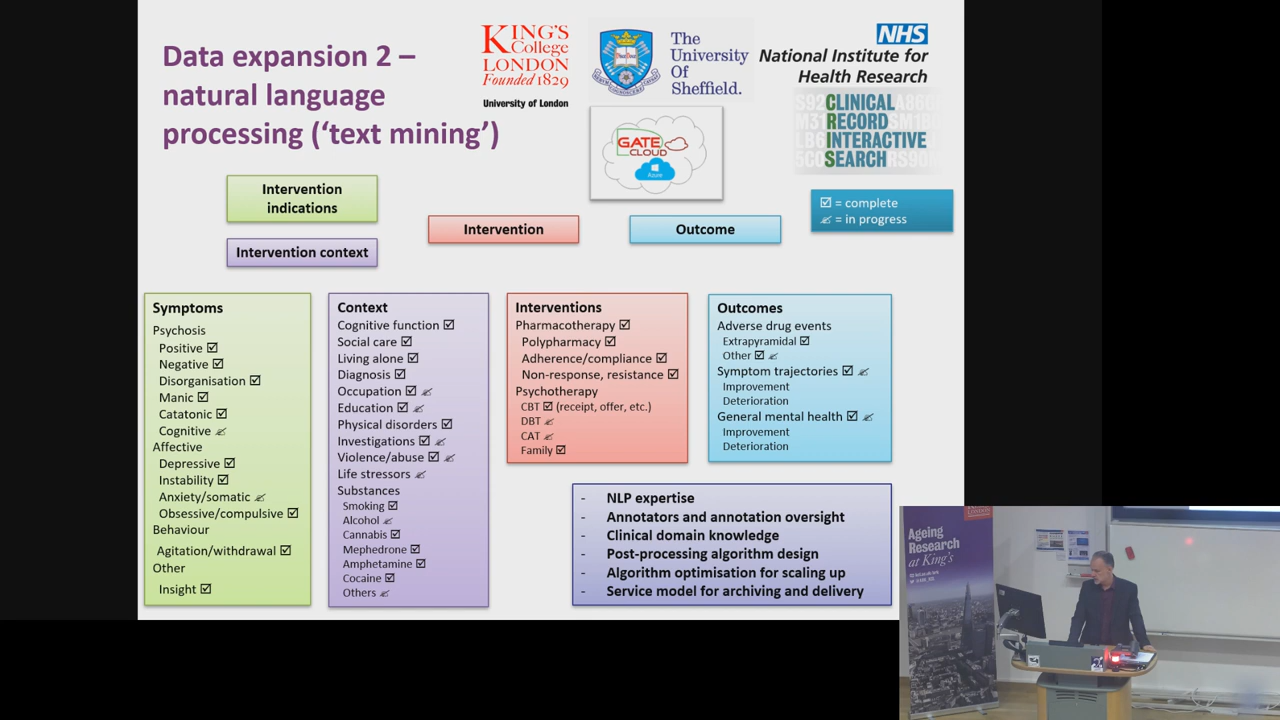 Data expansion 2 –
natural language
processing (‘text mining’)
KING'S
College
LONDON
Founded 1829
University of London
The
University
Of
Sheffield.
NHS
National Institute for
Health Research
CLINICAL
RECORD
INTERACTIVE
SEARCH
GATE
CLOUD
Azure
☑ = complete
✍ = in progress
Intervention
indications
Intervention context
Intervention
Outcome
Symptoms
Psychosis
Positive ☑
Negative ☑
Disorganisation ☑
Manic ☑
Catatonic ☑
Cognitive ✍
Affective
Depressive ☑
Instability ☑
Anxiety/somatic ✍
Obsessive/compulsive ☑
Behaviour
Agitation/withdrawal ☑
Other
Insight ☑
Context
Cognitive function ☑
Social care ☑
Living alone ☑
Diagnosis ☑
Occupation ☑ ✍
Education ☑ ✍
Physical disorders ☑
Investigations ☑ ✍
Violence/abuse ☑ ✍
Life stressors ✍
Substances
Smoking ☑
Alcohol ✍
Cannabis ☑
Mephedrone ☑
Amphetamine ☑
Cocaine ☑
Others ✍
Interventions
Pharmacotherapy ☑
Polypharmacy ☑
Adherence/compliance ☑
Non-response, resistance ☑
Psychotherapy
CBT ☑ (receipt, offer, etc.)
DBT ✍
CAT ✍
Family ☑
Outcomes
Adverse drug events
Extrapyramidal ☑
Other ☑ ✍
Symptom trajectories ☑ ✍
Improvement
Deterioration
General mental health ☑ ✍
Improvement
Deterioration
- NLP expertise
- Annotators and annotation oversight
- Clinical domain knowledge
- Post-processing algorithm design
- Algorithm optimisation for scaling up
- Service model for archiving and delivery
Ageing
Research
at King's